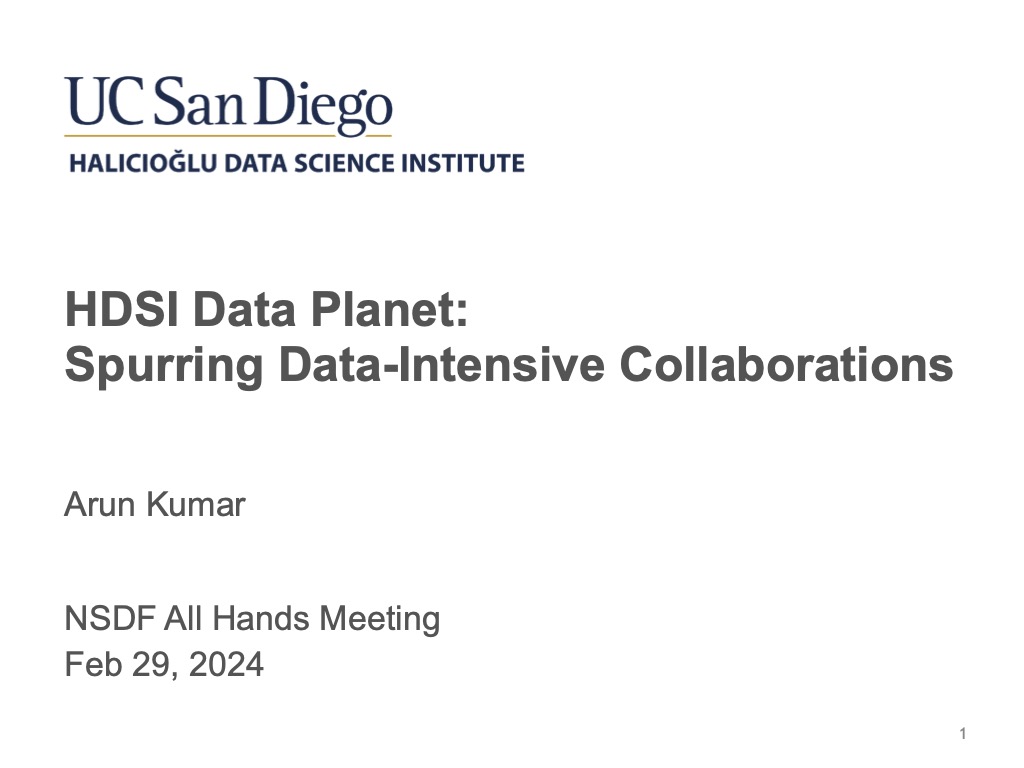 UC San Diego
HALICIOĞLU DATA SCIENCE INSTITUTE
HDSI Data Planet:
Spurring Data-Intensive Collaborations
Arun Kumar
NSDF All Hands Meeting
Feb 29, 2024
1